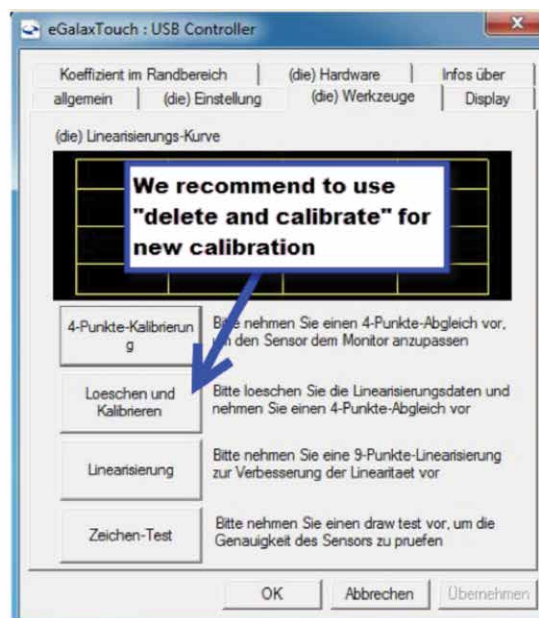 eGalaxTouch : USB Controller
Koeffizient im Randbereich
(die) Hardware
Infos über
allgemein
(die) Einstellung
(die) Werkzeuge
Display
(die) Linearisierungs-Kurve
We recommend to use
"delete and calibrate" for
new calibration
4-Punkte-Kalibrierun
g
Bitte nehmen Sie einen 4-Punkte-Abgleich vor,
um den Sensor dem Monitor anzupassen
Loeschen und
Kalibrieren
Bitte loeschen Sie die Linearisierungsdaten und
nehmen Sie einen 4-Punkte-Abgleich vor
Linearisierung
Bitte nehmen Sie eine 9-Punkte-Linearisierung
zur Verbesserung der Linearitaet vor
Zeichen-Test
Bitte nehmen Sie einen draw test vor, um die
Genauigkeit des Sensors zu pruefen
OK
Abbrechen
Übernehmen